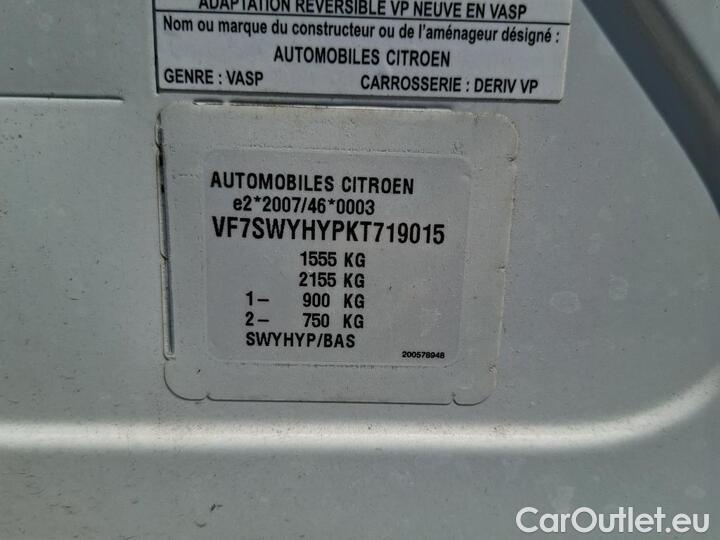 ADAPTATION REVERSIBLE VP NEUVE EN VASP
Nom ou marque du constructeur ou de l'aménageur désigné :
AUTOMOBILES CITROEN
GENRE : VASP CARROSSERIE : DERIV VP
AUTOMOBILES CITROEN
e2*2007/46*0003
VF7SWYHYPKT719015
1555 KG
2155 KG
1– 900 KG
2– 750 KG
SWYHYP/BAS
200578948
CarOutlet.eu